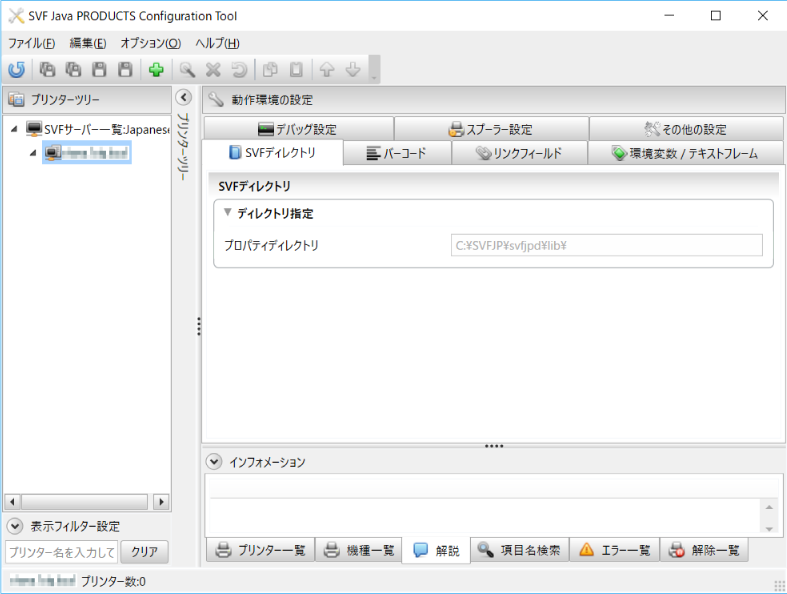 SVF Java PRODUCTS Configuration Tool
ファイル(F) 編集(E) オプション(O) ヘルプ(H)
プリンターツリー
SVFサーバー一覧:Japanese
プリンターツリー
表示フィルター設定
プリンター名を入力して クリア
動作環境の設定
デバッグ設定 スプーラー設定 その他の設定
SVFディレクトリ バーコード リンクフィールド 環境変数 / テキストフレーム
SVFディレクトリ
ディレクトリ指定
プロパティディレクトリ C:¥SVFJP¥svfjpd¥lib¥
インフォメーション
プリンター一覧 機種一覧 解説 項目名検索 エラー一覧 解除一覧
プリンター数:0